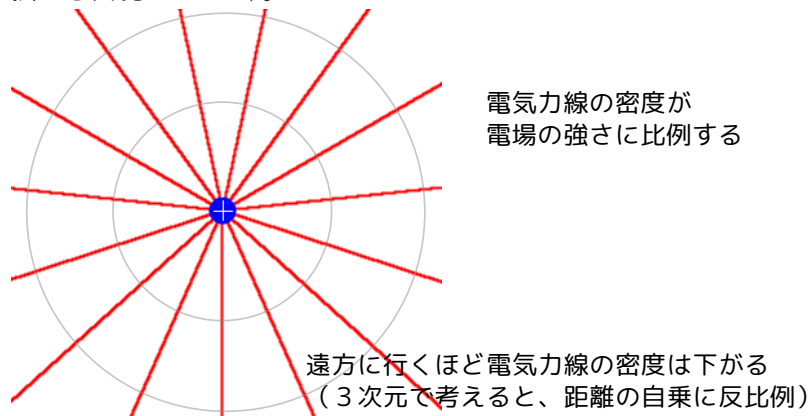 電気力線の密度が
電場の強さに比例する
遠方に行くほど電気力線の密度は下がる
（３次元で考えると、距離の自乗に反比例）